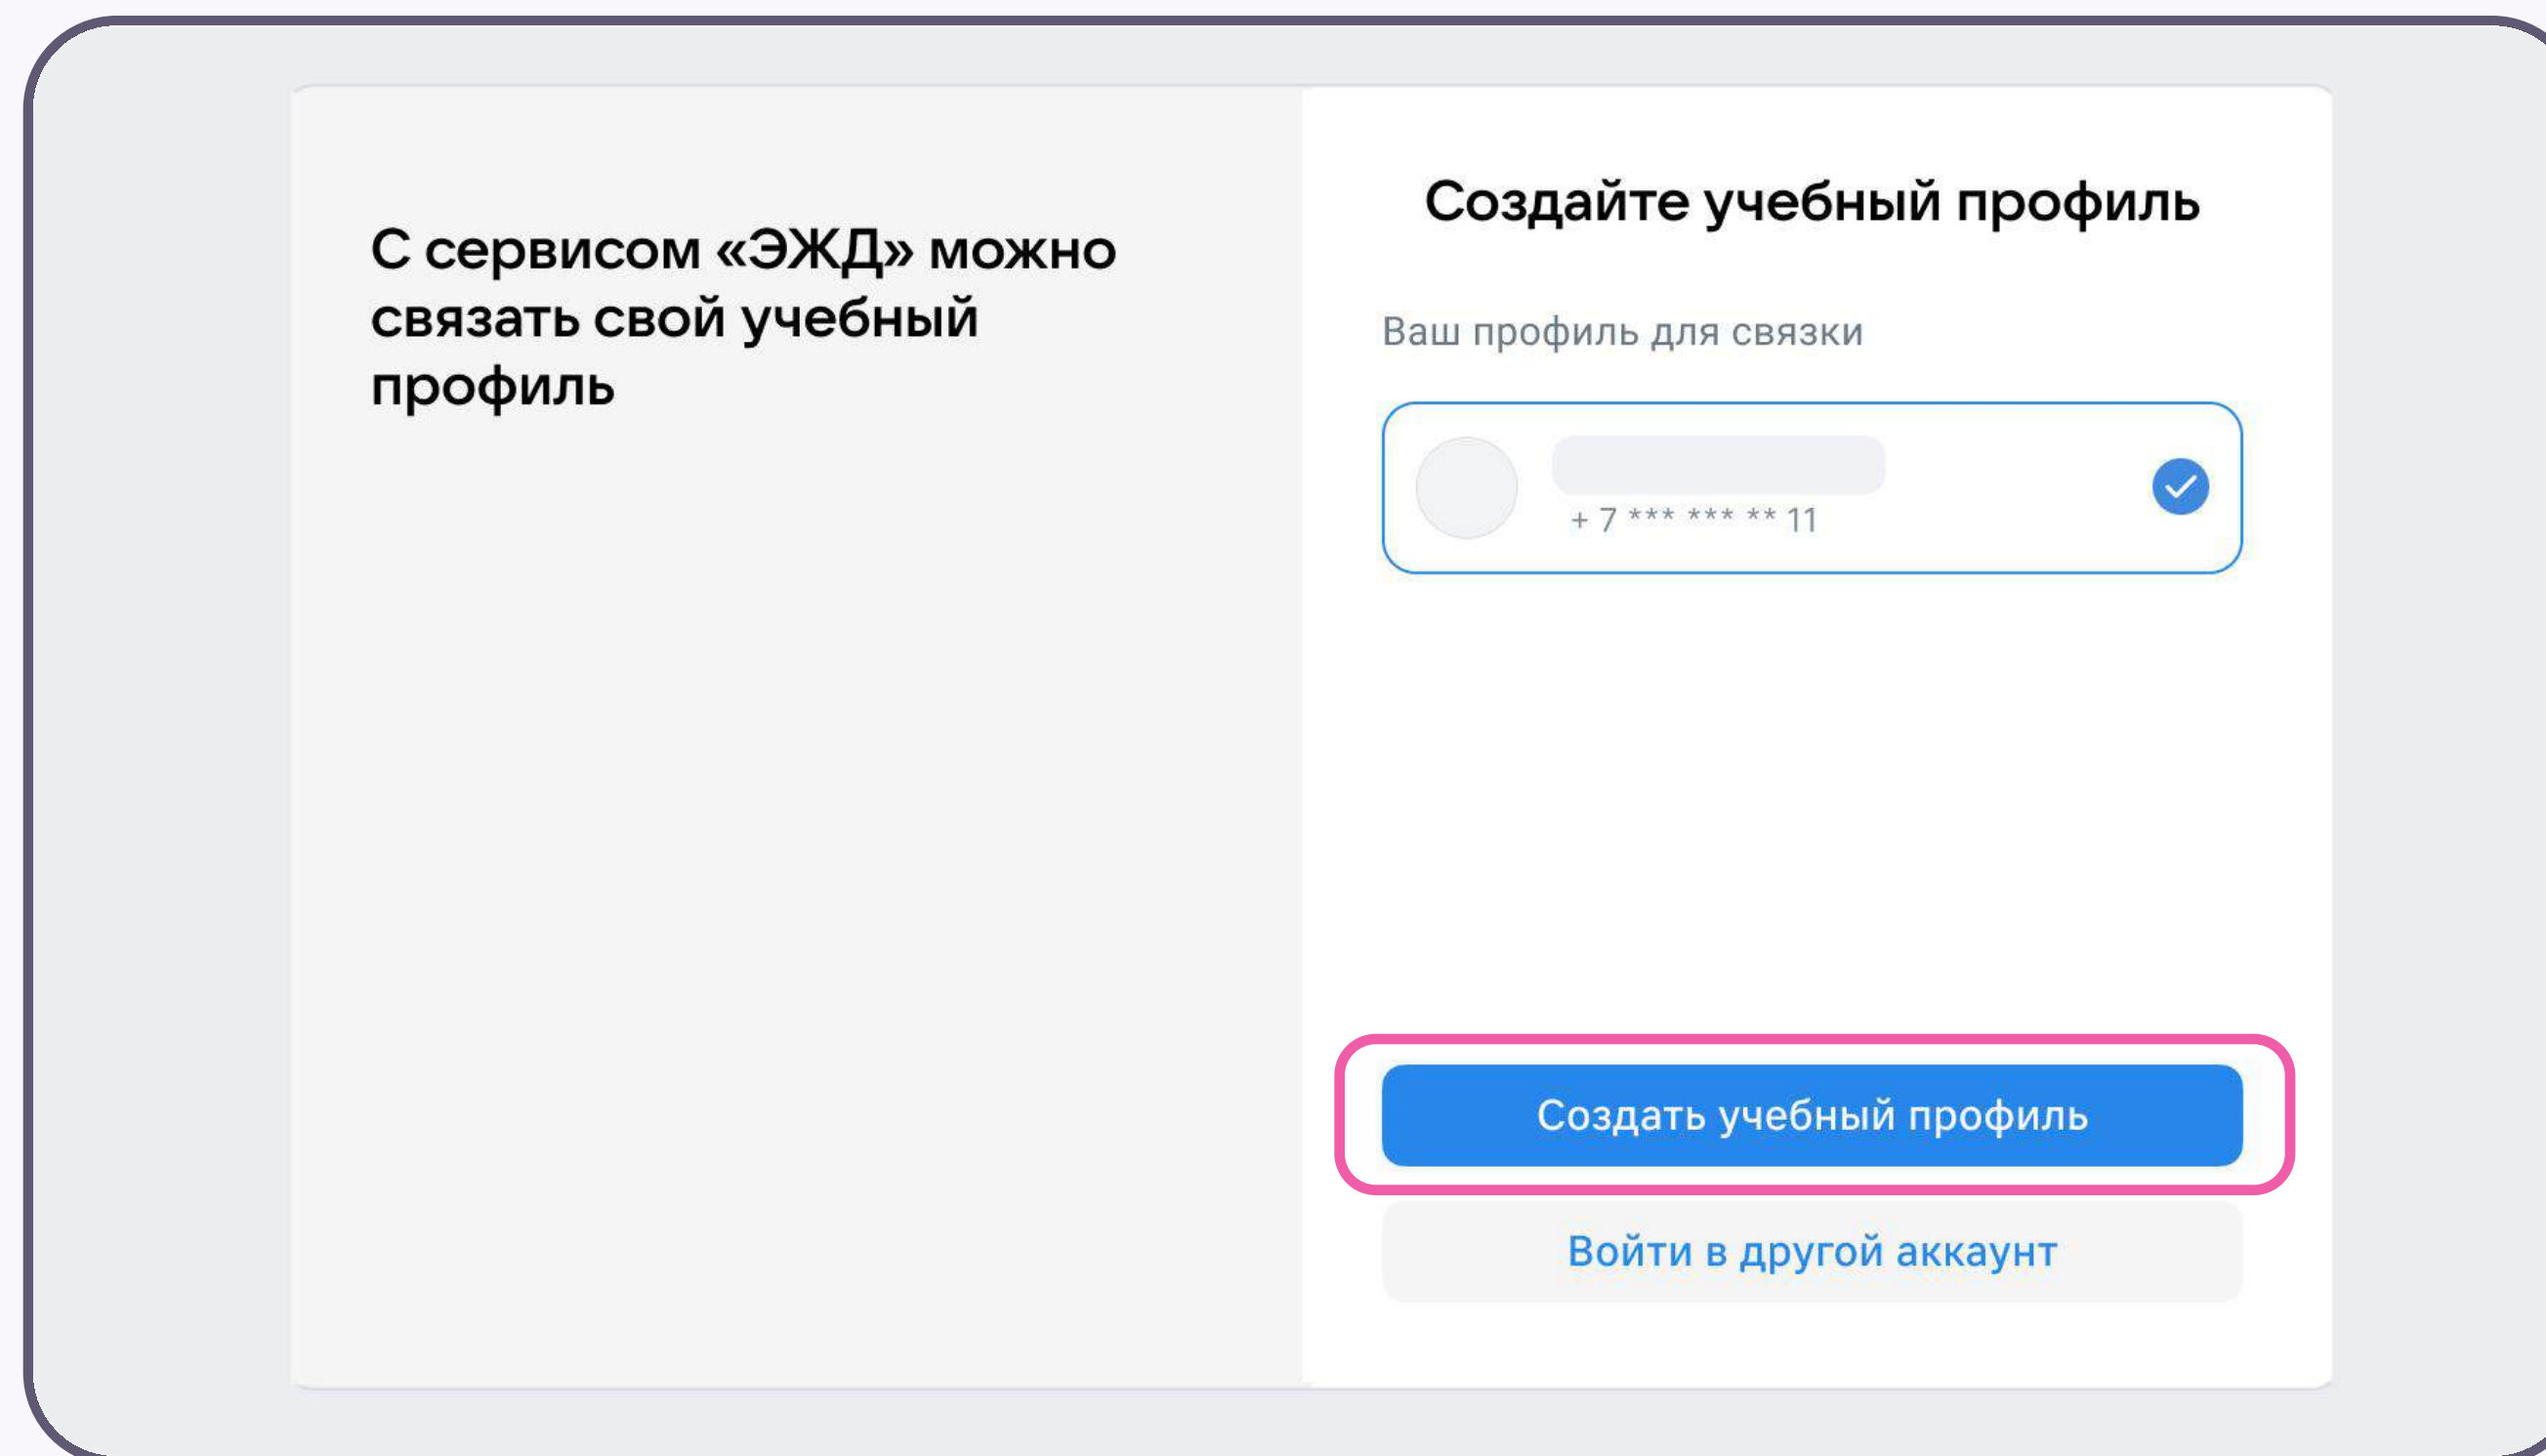 С сервисом «ЭЖД» можно
связать свой учебный
профиль
Создайте учебный профиль
Ваш профиль для связки
+ 7 *** *** ** 11
Создать учебный профиль
Войти в другой аккаунт